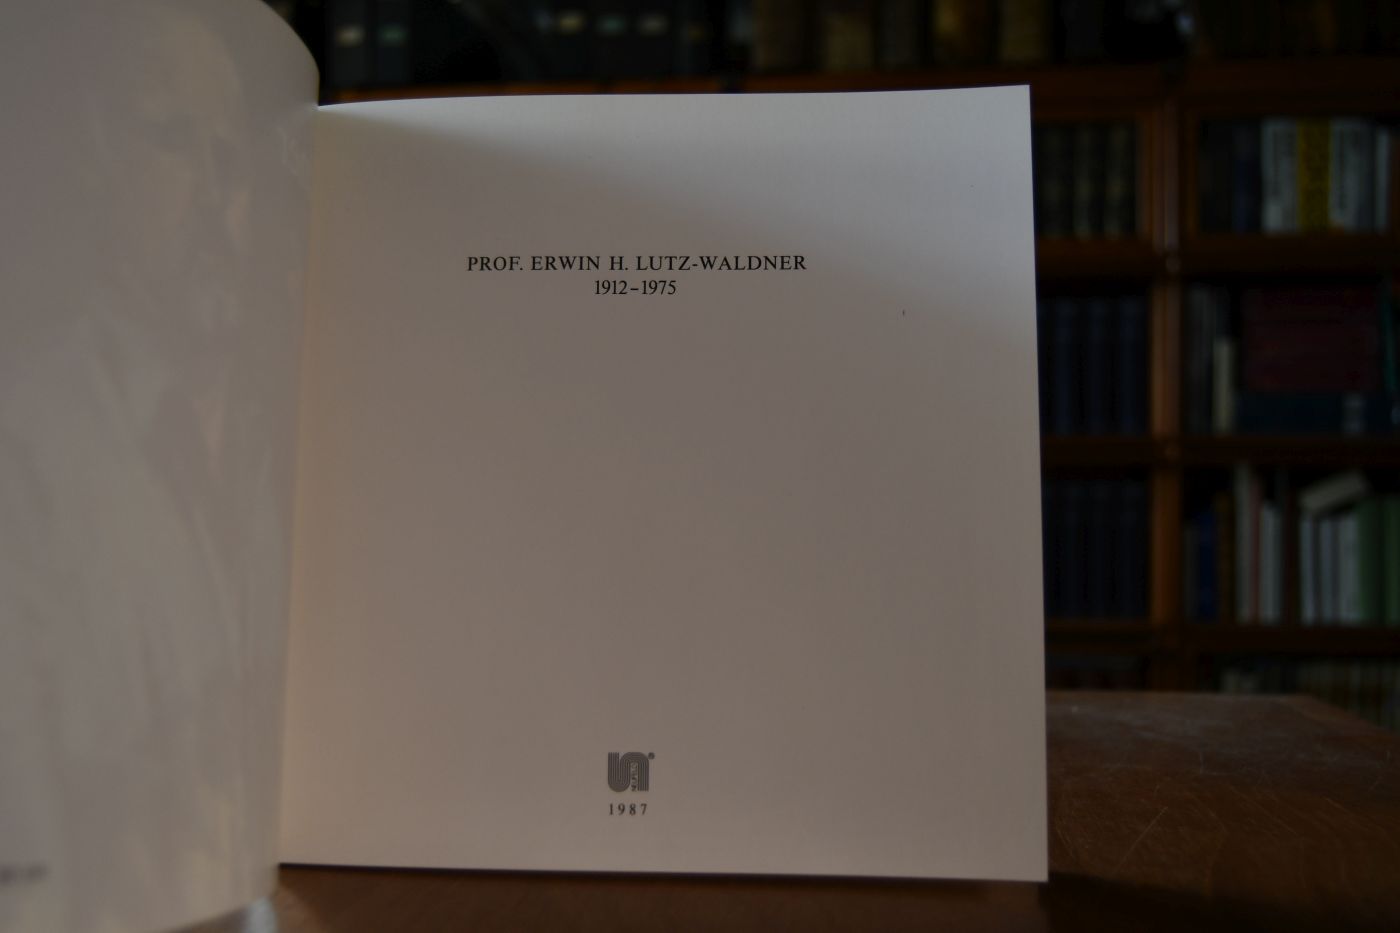 PROF. ERWIN H. LUTZ-WALDNER
1912–1975
1987